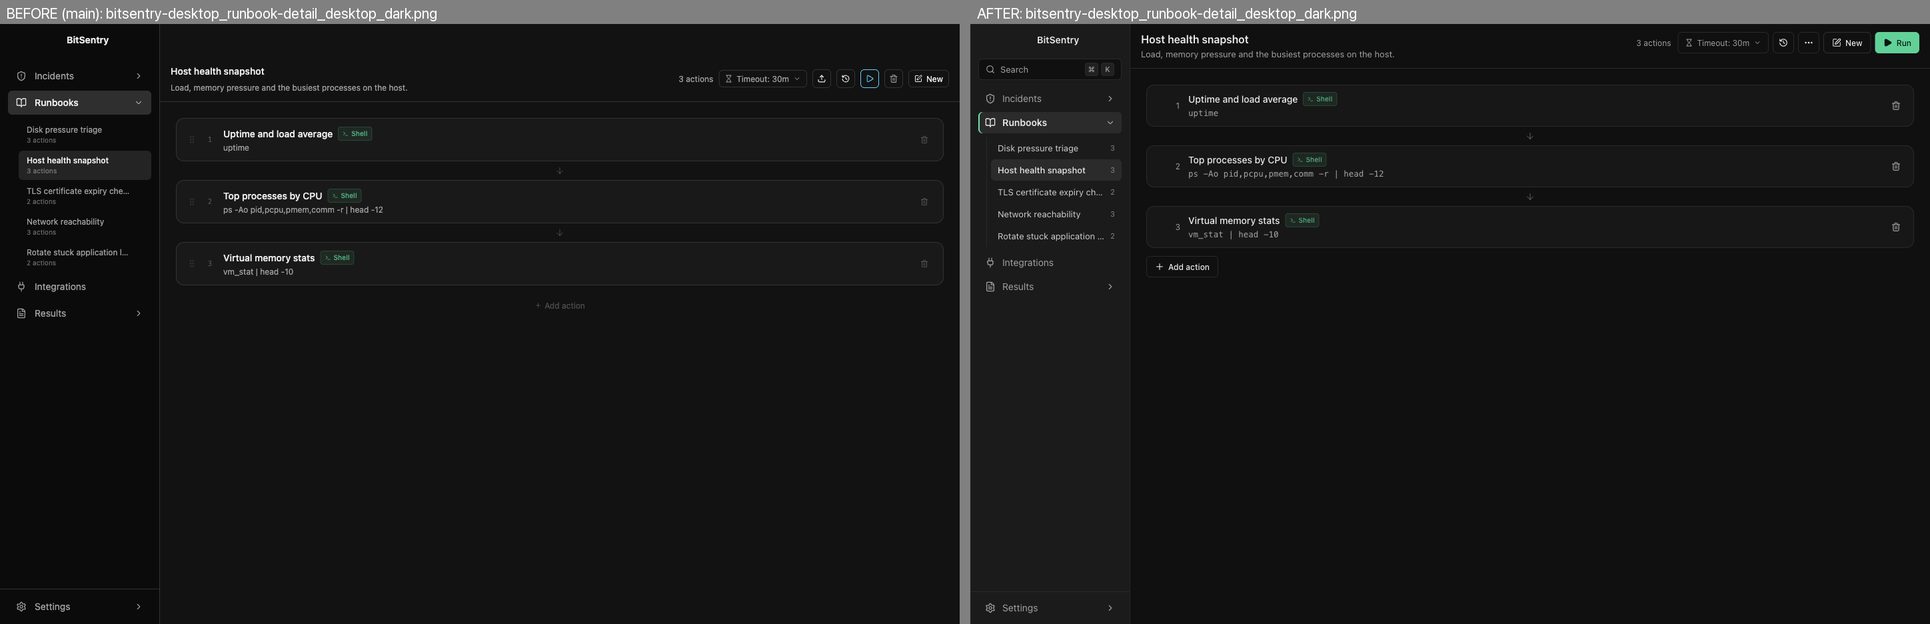 BEFORE (main): bitsentry-desktop_runbook-detail_desktop_dark.png
BitSentry
Incidents
Runbooks
Disk pressure triage
3 actions
Host health snapshot
3 actions
TLS certificate expiry che...
2 actions
Network reachability
3 actions
Rotate stuck application l...
2 actions
Integrations
Results
Settings
Host health snapshot
Load, memory pressure and the busiest processes on the host.
3 actions
Timeout: 30m
New
1
Uptime and load average
Shell
uptime
2
Top processes by CPU
Shell
ps -Ao pid,pcpu,pmem,comm -r | head -12
3
Virtual memory stats
Shell
vm_stat | head -10
+ Add action
AFTER: bitsentry-desktop_runbook-detail_desktop_dark.png
BitSentry
Search
⌘ K
Incidents
Runbooks
Disk pressure triage 3
Host health snapshot 3
TLS certificate expiry ch... 2
Network reachability 3
Rotate stuck application ... 2
Integrations
Results
Settings
Host health snapshot
Load, memory pressure and the busiest processes on the host.
3 actions
Timeout: 30m
New
Run
1
Uptime and load average
Shell
uptime
2
Top processes by CPU
Shell
ps -Ao pid,pcpu,pmem,comm -r | head -12
3
Virtual memory stats
Shell
vm_stat | head -10
+ Add action